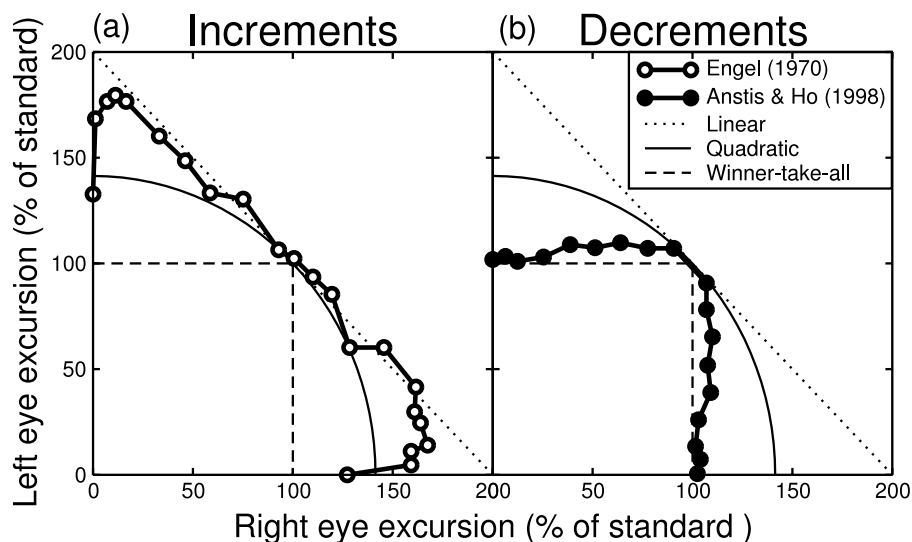 (a) Increments
(b) Decrements
Left eye excursion (% of standard)
200
150
100
50
0
0 50 100 150 200
50 100 150 200
Engel (1970)
Anstis & Ho (1998)
Linear
Quadratic
Winner-take-all
Right eye excursion (% of standard )